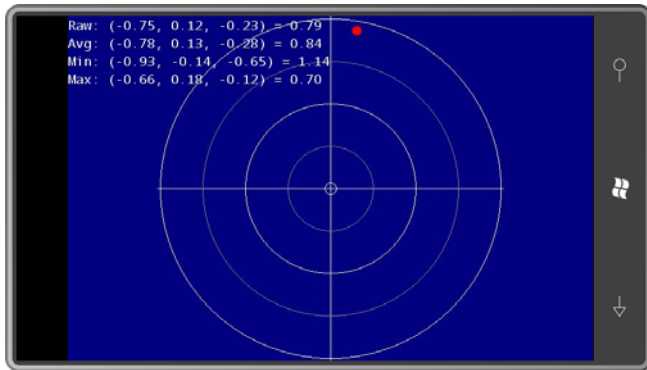 Raw: (-0.75, 0.12, -0.23) = 0.79
Avg: (-0.78, 0.13, -0.28) = 0.84
Min: (-0.93, -0.14, -0.65) = 1.14
Max: (-0.66, 0.18, -0.12) = 0.70